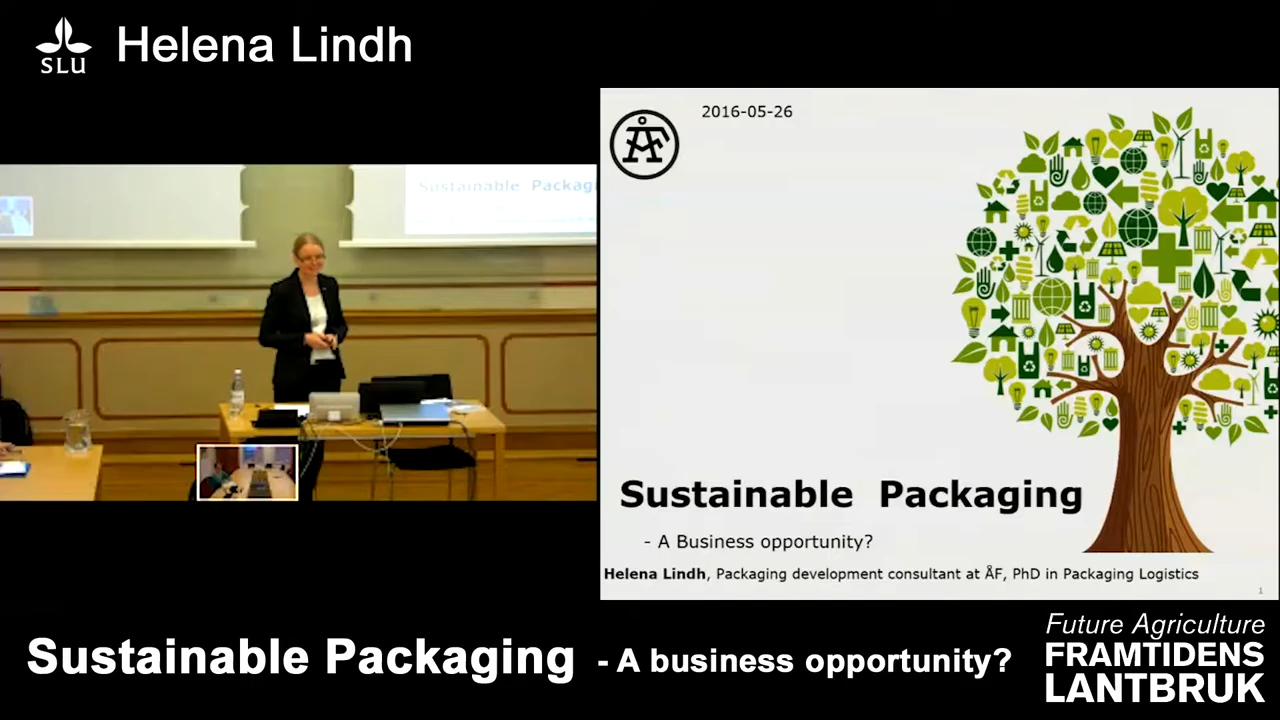 SLU
Helena Lindh
Sustainable Packagi
ÅF
2016-05-26
Sustainable Packaging
- A Business opportunity?
Helena Lindh, Packaging development consultant at ÅF, PhD in Packaging Logistics
1
Sustainable Packaging - A business opportunity?
Future Agriculture
FRAMTIDENS
LANTBRUK